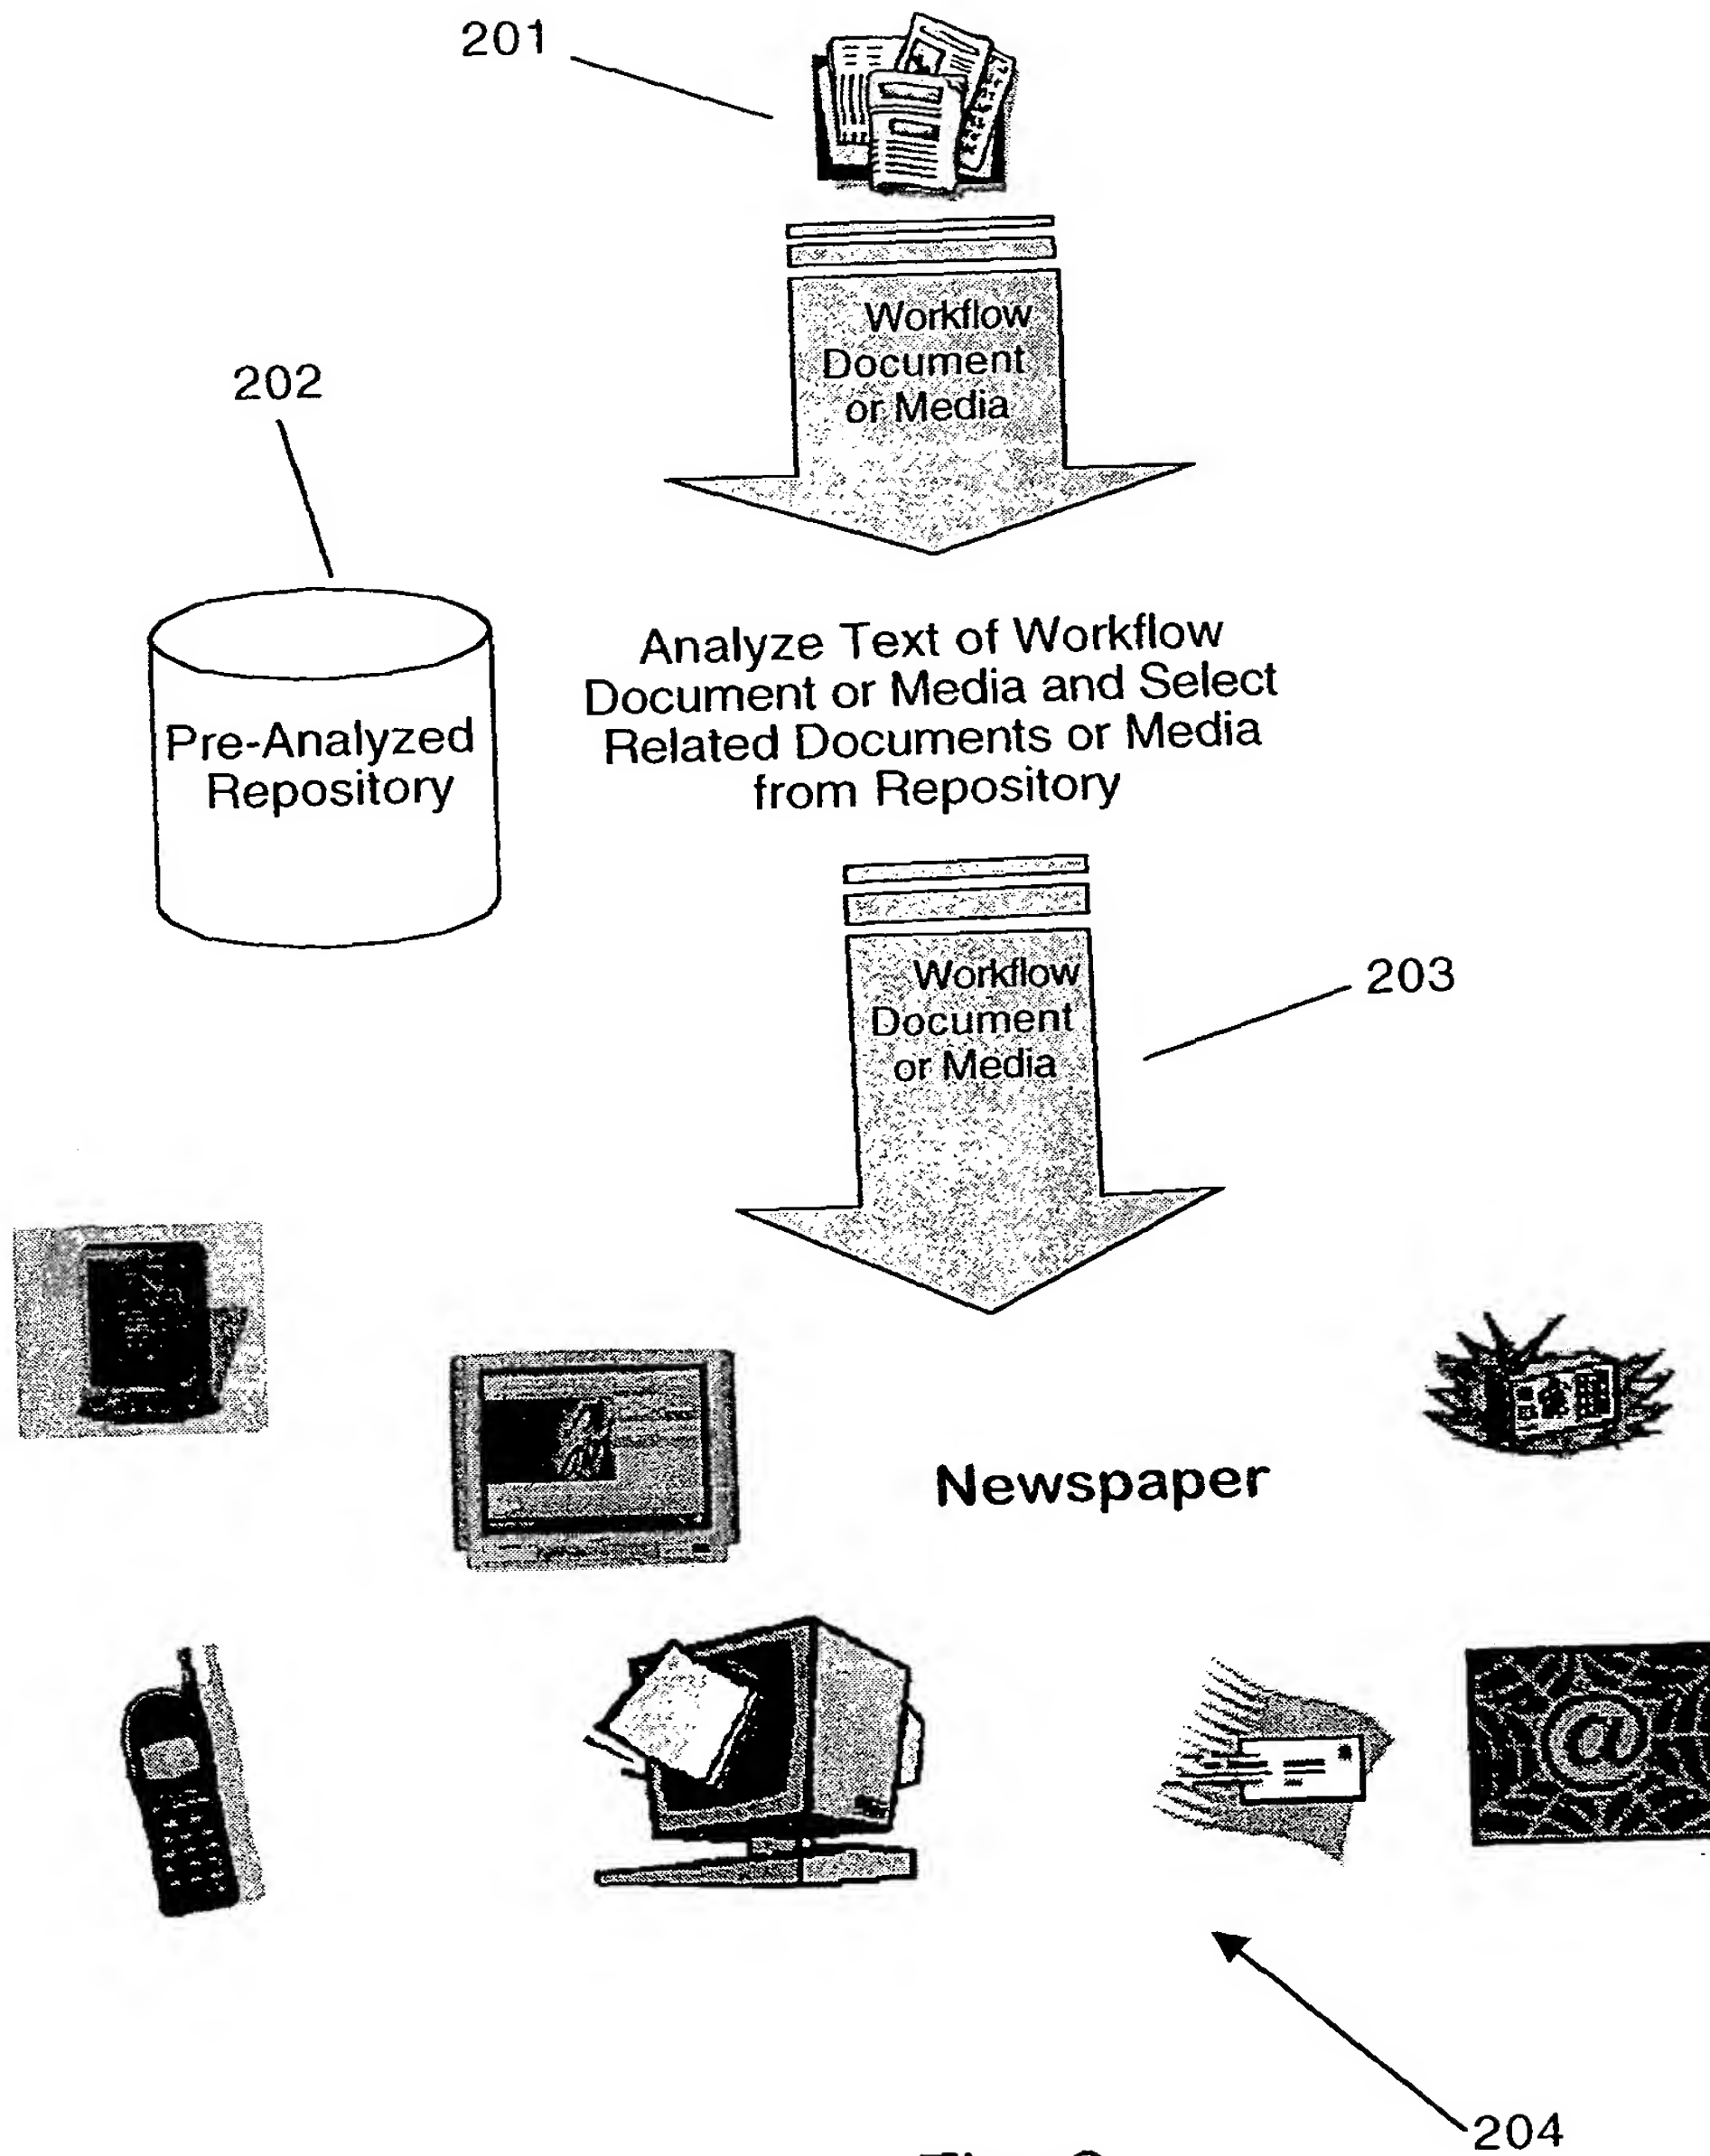 201
Workflow
Document
or Media
202
Analyze Text of Workflow
Document or Media and Select
Related Documents or Media
from Repository
Pre-Analyzed
Repository
Workflow
Document
or Media
203
Newspaper
@
204